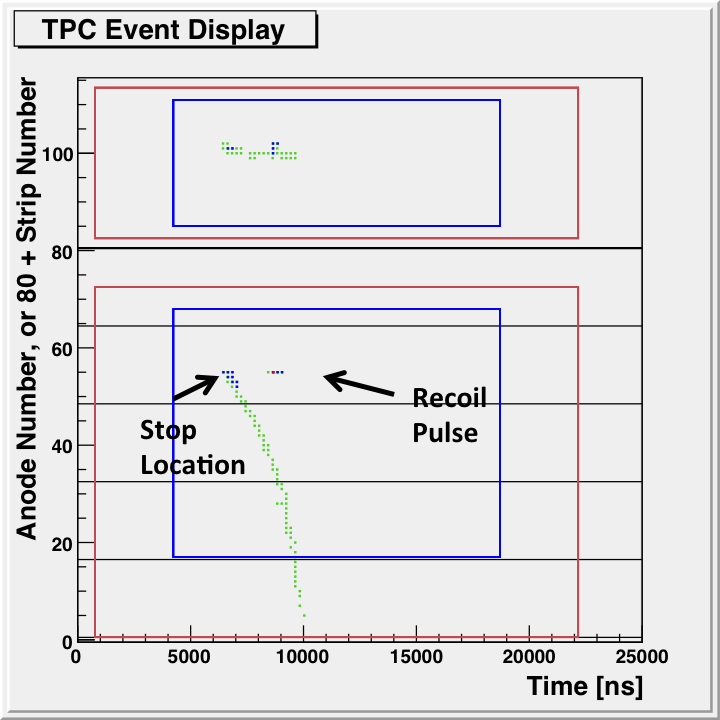 TPC Event Display
Anode Number, or 80 + Strip Number
100
80
60
40
20
0
Stop
Location
Recoil
Pulse
0 5000 10000 15000 20000 25000
Time [ns]